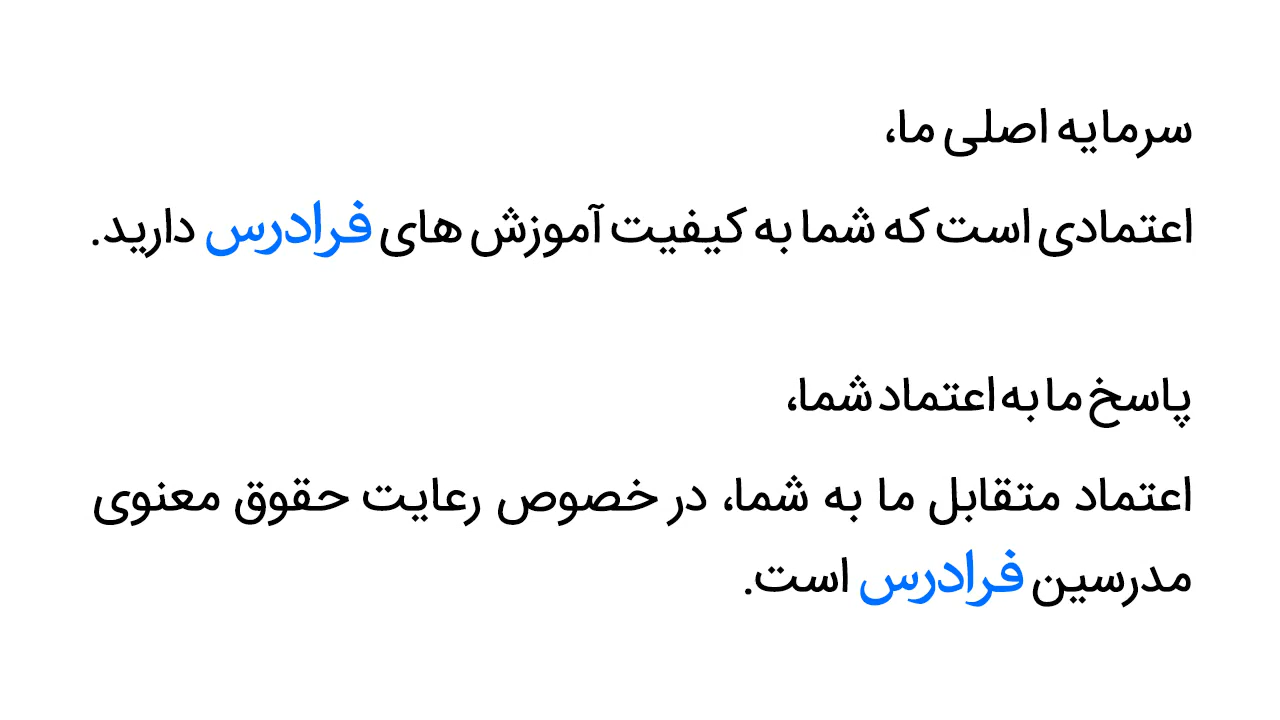 سرمایه اصلی ما،
اعتمادی است که شما به کیفیت آموزش های فرادرس دارید.
پاسخ ما به اعتماد شما،
اعتماد متقابل ما به شما، در خصوص رعایت حقوق معنوی
مدرسین فرادرس است.